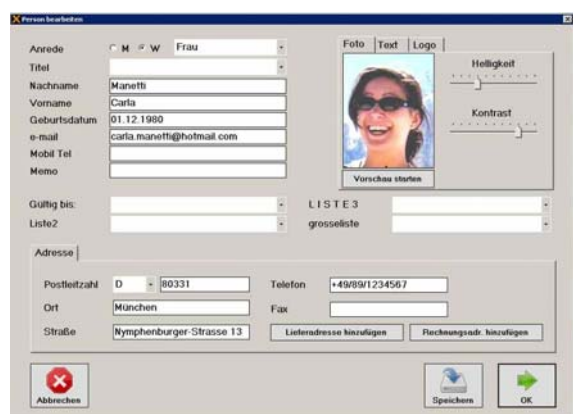 Person bearbeiten
Anrede M W Frau
Titel
Nachname Manetti
Vorname Carla
Geburtsdatum 01.12.1980
e-mail carla.manetti@hotmail.com
Mobil Tel
Memo
Foto Text Logo
Helligkeit
Kontrast
Vorschau starten
Gültig bis: LISTE3
Liste2 grosseliste
Adresse
Postleitzahl D 80331 Telefon +49/89/1234567
Ort München Fax
Straße Nymphenburger-Strasse 13 Lieferadresse hinzufügen Rechnungsadr. hinzufügen
Abbrechen Speichern OK